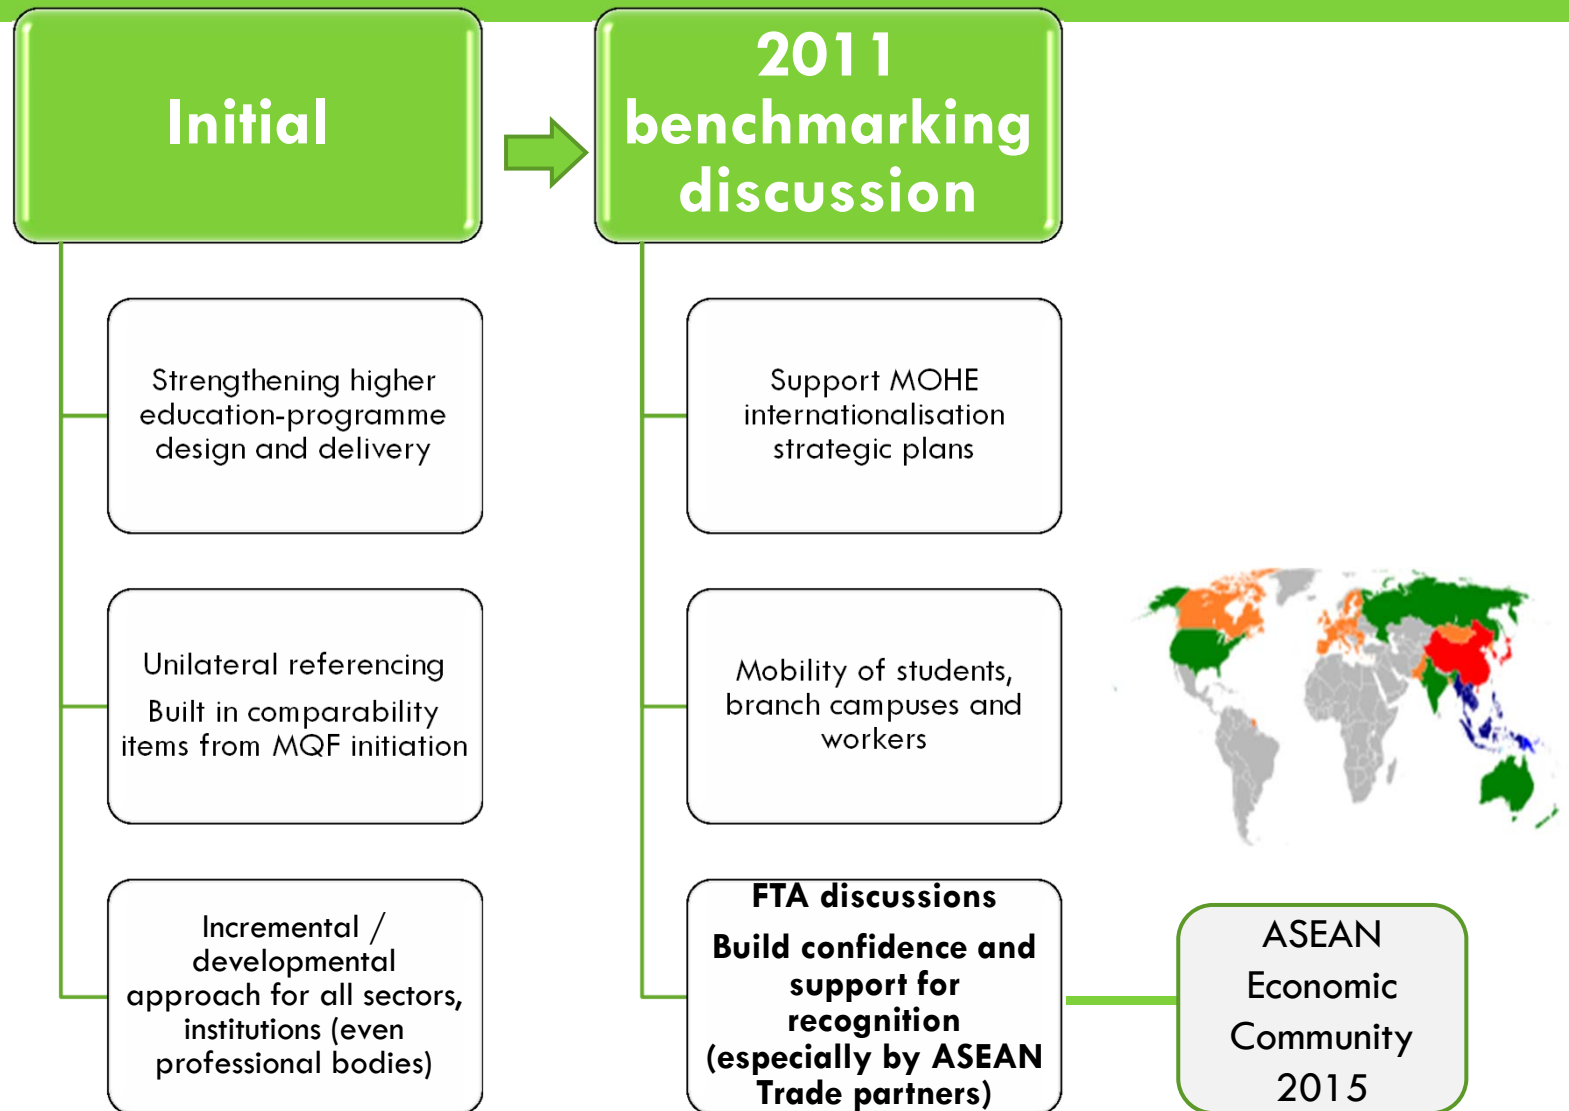 Initial
2011
benchmarking
discussion
Strengthening higher
education-programme
design and delivery
Support MOHE
internationalisation
strategic plans
Unilateral referencing
Built in comparability
items from MQF initiation
Mobility of students,
branch campuses and
workers
Incremental /
developmental
approach for all sectors,
institutions (even
professional bodies)
FTA discussions
Build confidence and
support for
recognition
(especially by ASEAN
Trade partners)
ASEAN
Economic
Community
2015